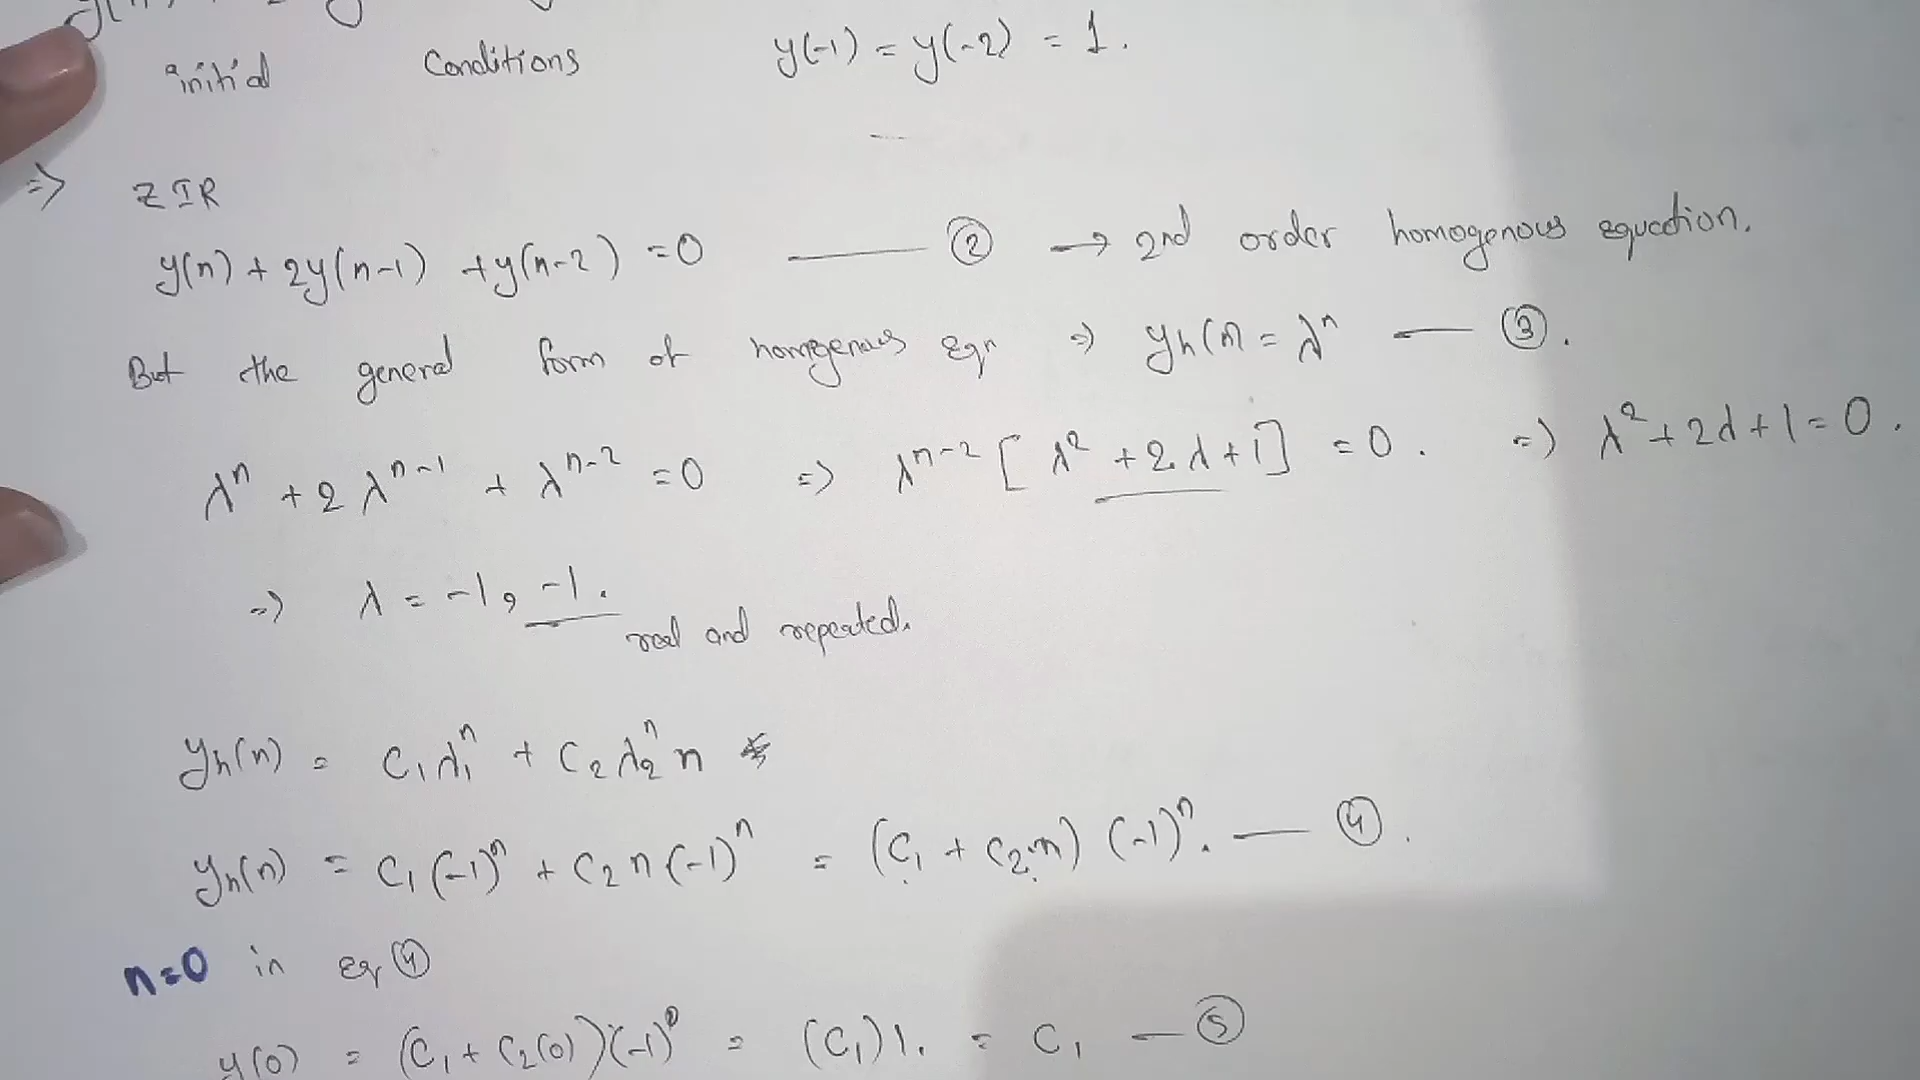 initial Conditions y(-1) = y(-2) = 1.
=> ZIR
y(n) + 2y(n-1) + y(n-2) = 0 —— ② → 2nd order homogenous equation.
But the general form of homogenous Eqn => yh(n = λ^n —— ③.
λ^n + 2λ^n-1 + λ^n-2 = 0 => λ^n-2 [λ^2 + 2λ + 1] = 0. => λ^2 + 2λ + 1 = 0.
=> λ = -1, -1.
real and repeated.
yh(n) = C1λ1^n + C2λ2^n n
yh(n) = C1(-1)^n + C2 n(-1)^n = (C1 + C2n) (-1)^n. —— ④.
n=0 in Eq ④
y(0) = (C1 + C2(0))(-1)^0 = (C1)1. = C1 — ⑤